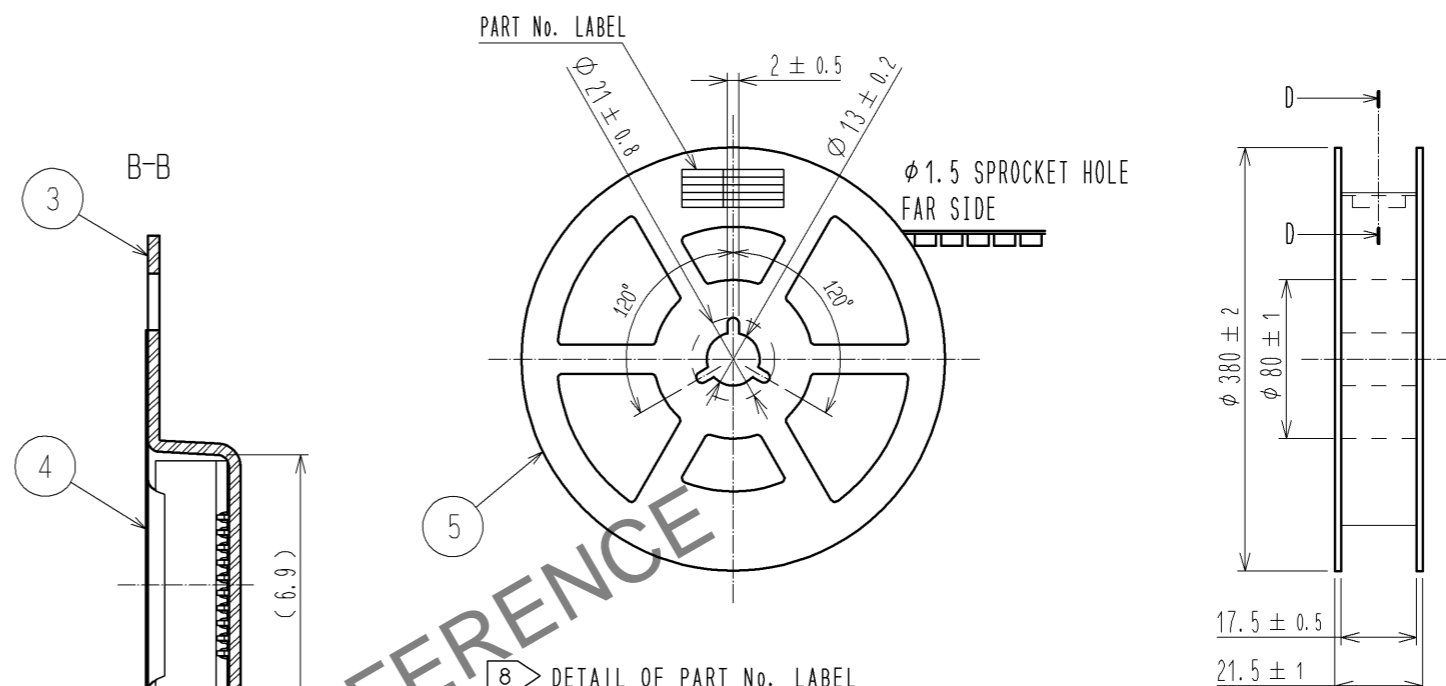 PART No. LABEL
2 ± 0.5
∅ 21 ± 0.8
∅ 13 ± 0.2
D
B-B
3
φ1.5 SPROCKET HOLE
FAR SIDE
D
120°
120°
φ 380 ± 2
φ 80 ± 1
4
5
(6.9)
FERENCE
17.5 ± 0.5
8 DETAIL OF PART No. LABEL
21.5 ± 1